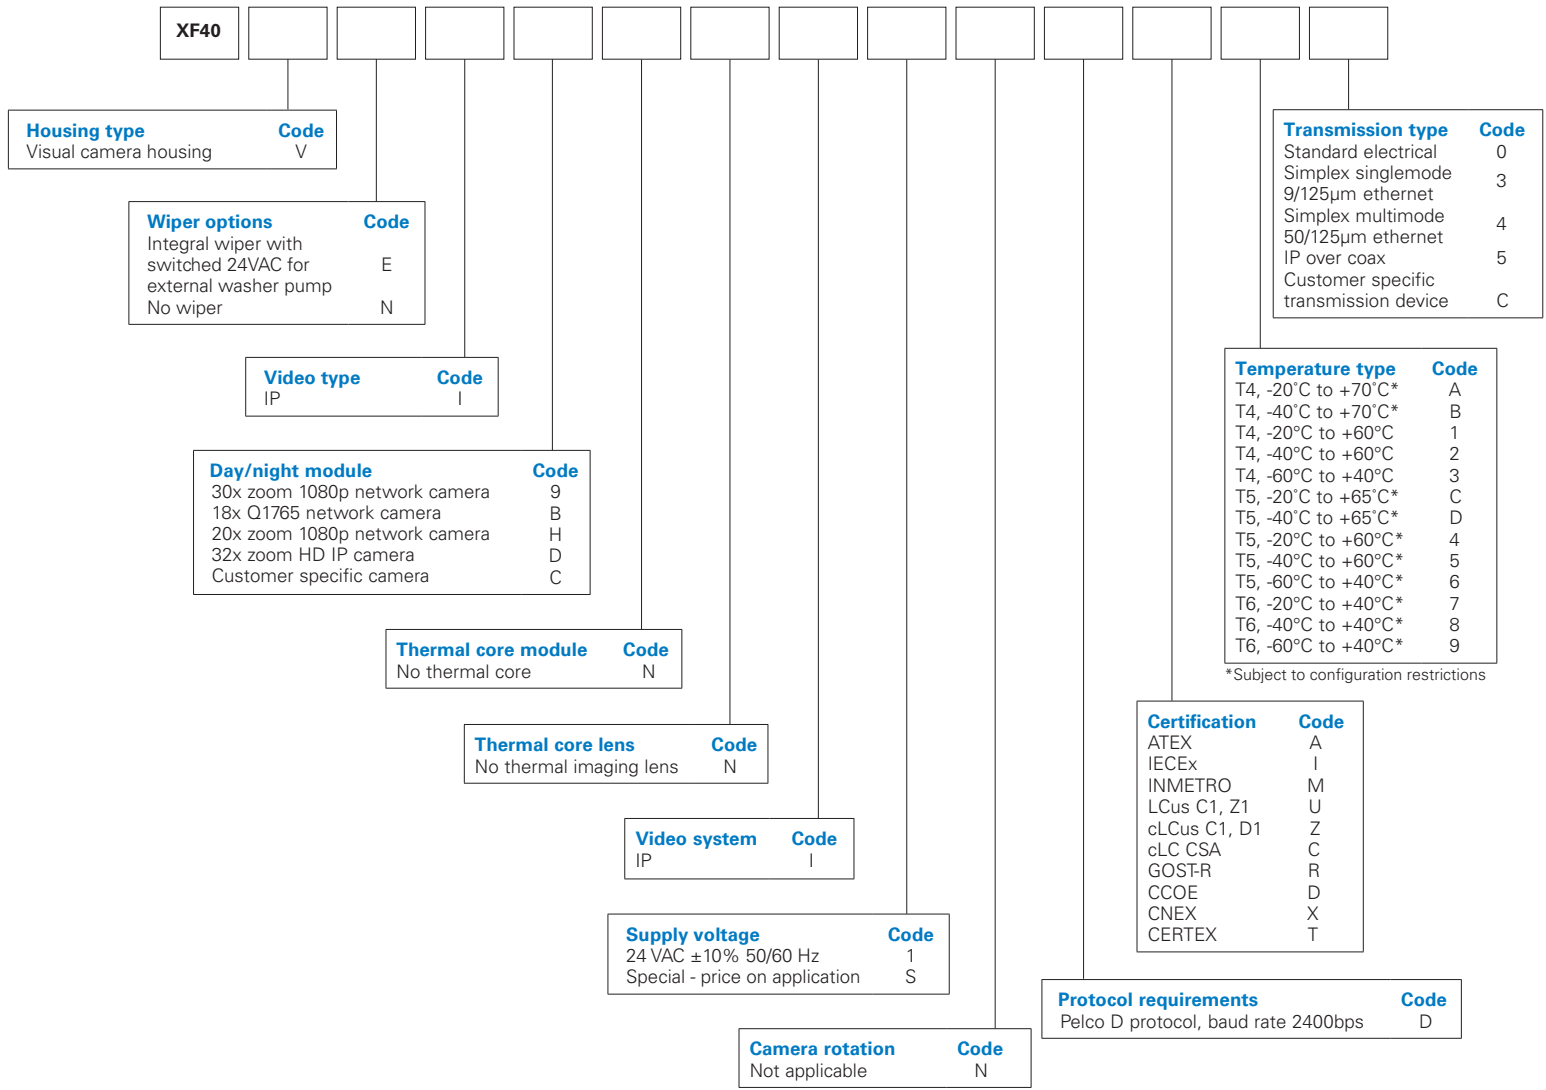 XF40
Housing type Code
Visual camera housing V
Wiper options Code
Integral wiper with
switched 24VAC for E
external washer pump
No wiper N
Video type Code
IP I
Day/night module Code
30x zoom 1080p network camera 9
18x Q1765 network camera B
20x zoom 1080p network camera H
32x zoom HD IP camera D
Customer specific camera C
Thermal core module Code
No thermal core N
Thermal core lens Code
No thermal imaging lens N
Video system Code
IP I
Supply voltage Code
24 VAC ±10% 50/60 Hz 1
Special - price on application S
Camera rotation Code
Not applicable N
Protocol requirements Code
Pelco D protocol, baud rate 2400bps D
Certification Code
ATEX A
IECEx I
INMETRO M
LCus C1, Z1 U
cLCus C1, D1 Z
cLC CSA C
GOST-R R
CCOE D
CNEX X
CERTEX T
Temperature type Code
T4, -20˚C to +70˚C* A
T4, -40˚C to +70˚C* B
T4, -20°C to +60°C 1
T4, -40°C to +60°C 2
T4, -60°C to +40°C 3
T5, -20˚C to +65˚C* C
T5, -40˚C to +65˚C* D
T5, -20°C to +60°C* 4
T5, -40°C to +60°C* 5
T5, -60°C to +40°C* 6
T6, -20°C to +40°C* 7
T6, -40°C to +40°C* 8
T6, -60°C to +40°C* 9
*Subject to configuration restrictions
Transmission type Code
Standard electrical 0
Simplex singlemode 3
9/125µm ethernet
Simplex multimode 4
50/125µm ethernet
IP over coax 5
Customer specific
transmission device C